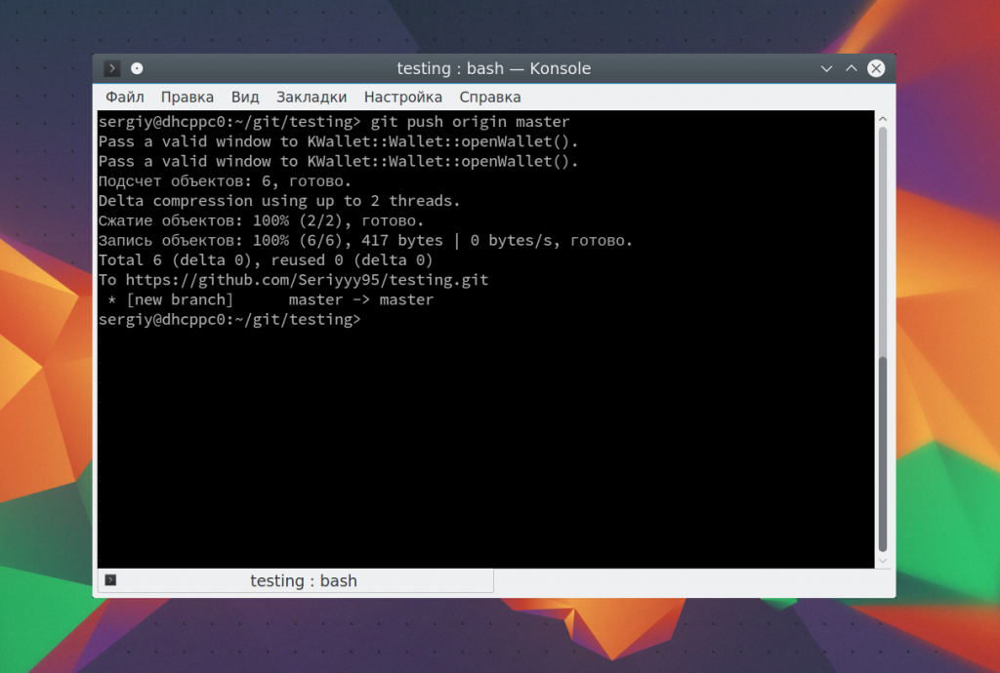 testing : bash — Konsole
Файл Правка Вид Закладки Настройка Справка
sergiy@dhcppc0:~/git/testing> git push origin master
Pass a valid window to KWallet::Wallet::openWallet().
Pass a valid window to KWallet::Wallet::openWallet().
Подсчет объектов: 6, готово.
Delta compression using up to 2 threads.
Сжатие объектов: 100% (2/2), готово.
Запись объектов: 100% (6/6), 417 bytes | 0 bytes/s, готово.
Total 6 (delta 0), reused 0 (delta 0)
To https://github.com/Seriyyy95/testing.git
 * [new branch]      master -> master
sergiy@dhcppc0:~/git/testing>
testing : bash